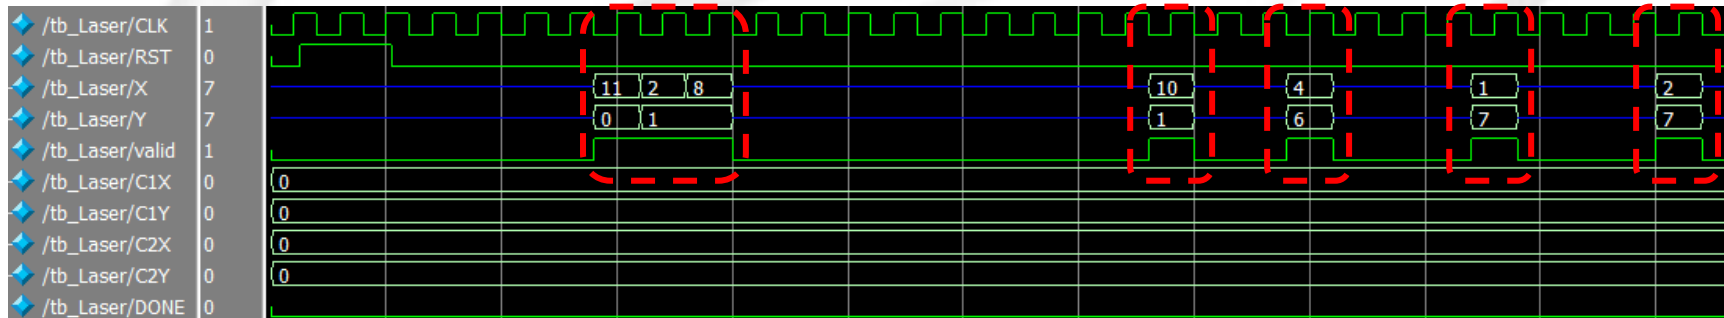 /tb_Laser/CLK 1
/tb_Laser/RST 0
/tb_Laser/X 7 11 2 8 10 4 1 2
/tb_Laser/Y 7 0 1 1 6 7 7
/tb_Laser/valid 1
/tb_Laser/C1X 0 0
/tb_Laser/C1Y 0 0
/tb_Laser/C2X 0 0
/tb_Laser/C2Y 0 0
/tb_Laser/DONE 0